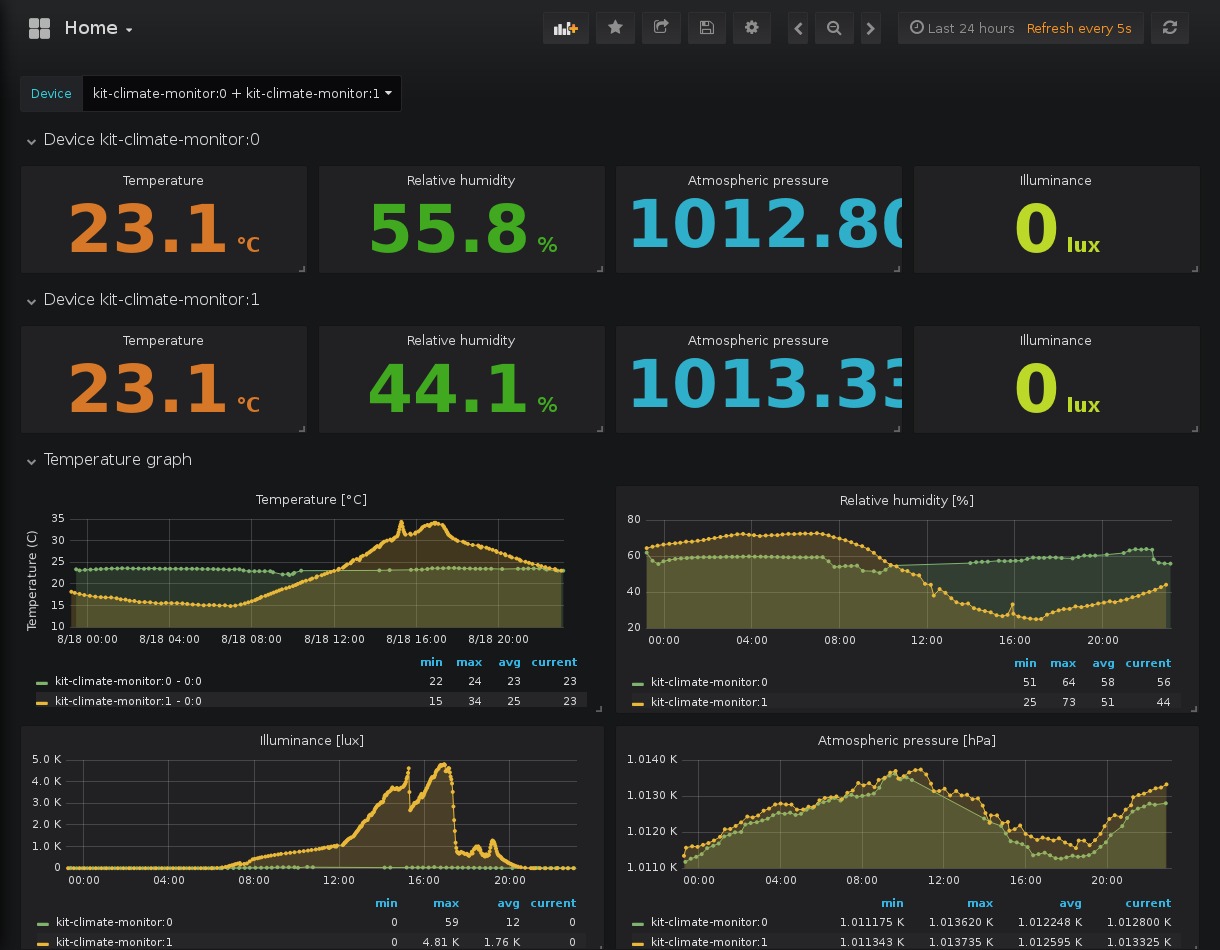 Home
Last 24 hours Refresh every 5s
Device kit-climate-monitor:0 + kit-climate-monitor:1
Device kit-climate-monitor:0
Temperature Relative humidity Atmospheric pressure Illuminance
23.1 °C 55.8 % 1012.80 0 lux
Device kit-climate-monitor:1
Temperature Relative humidity Atmospheric pressure Illuminance
23.1 °C 44.1 % 1013.33 0 lux
Temperature graph
Temperature [°C]
Temperature (C)
35
30
25
20
15
10
8/18 00:00 8/18 04:00 8/18 08:00 8/18 12:00 8/18 16:00 8/18 20:00
min max avg current
kit-climate-monitor:0 - 0:0 22 24 23 23
kit-climate-monitor:1 - 0:0 15 34 25 23
Relative humidity [%]
80
60
40
20
00:00 04:00 08:00 12:00 16:00 20:00
min max avg current
kit-climate-monitor:0 51 64 58 56
kit-climate-monitor:1 25 73 51 44
Illuminance [lux]
5.0 K
4.0 K
3.0 K
2.0 K
1.0 K
0
00:00 04:00 08:00 12:00 16:00 20:00
min max avg current
kit-climate-monitor:0 0 59 12 0
kit-climate-monitor:1 0 4.81 K 1.76 K 0
Atmospheric pressure [hPa]
1.0140 K
1.0130 K
1.0120 K
1.0110 K
00:00 04:00 08:00 12:00 16:00 20:00
min max avg current
kit-climate-monitor:0 1.011175 K 1.013620 K 1.012248 K 1.012800 K
kit-climate-monitor:1 1.011343 K 1.013735 K 1.012595 K 1.013325 K